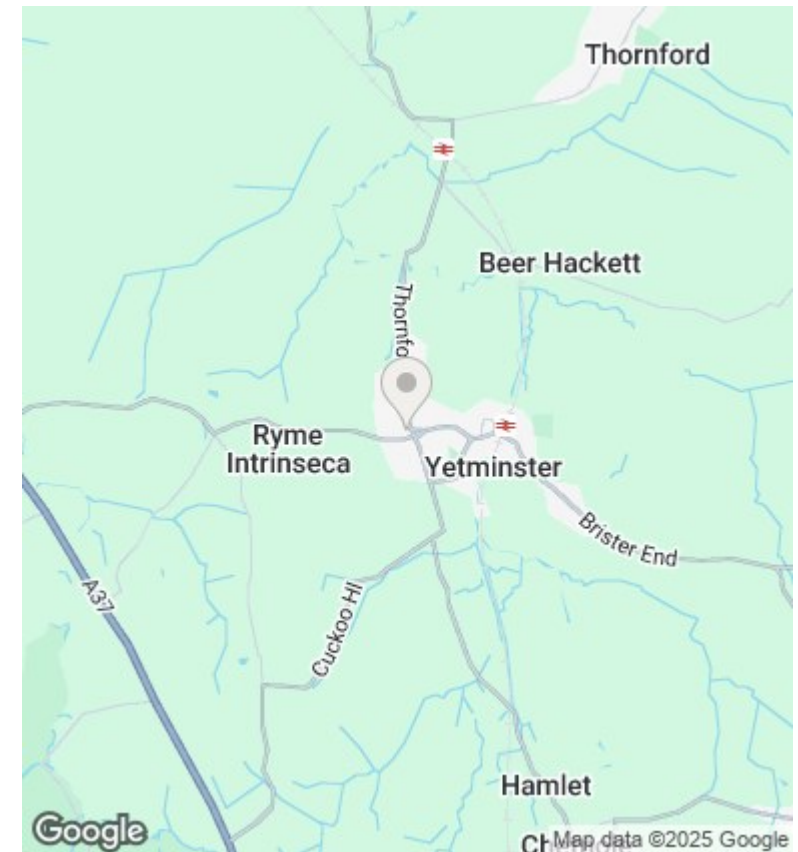 Thornford
Beer Hackett
Thornfo
Ryme
Intrinseca
Yetminster
Brister End
A37
Cuckoo Hl
Hamlet
Google
Map data ©2025 Google